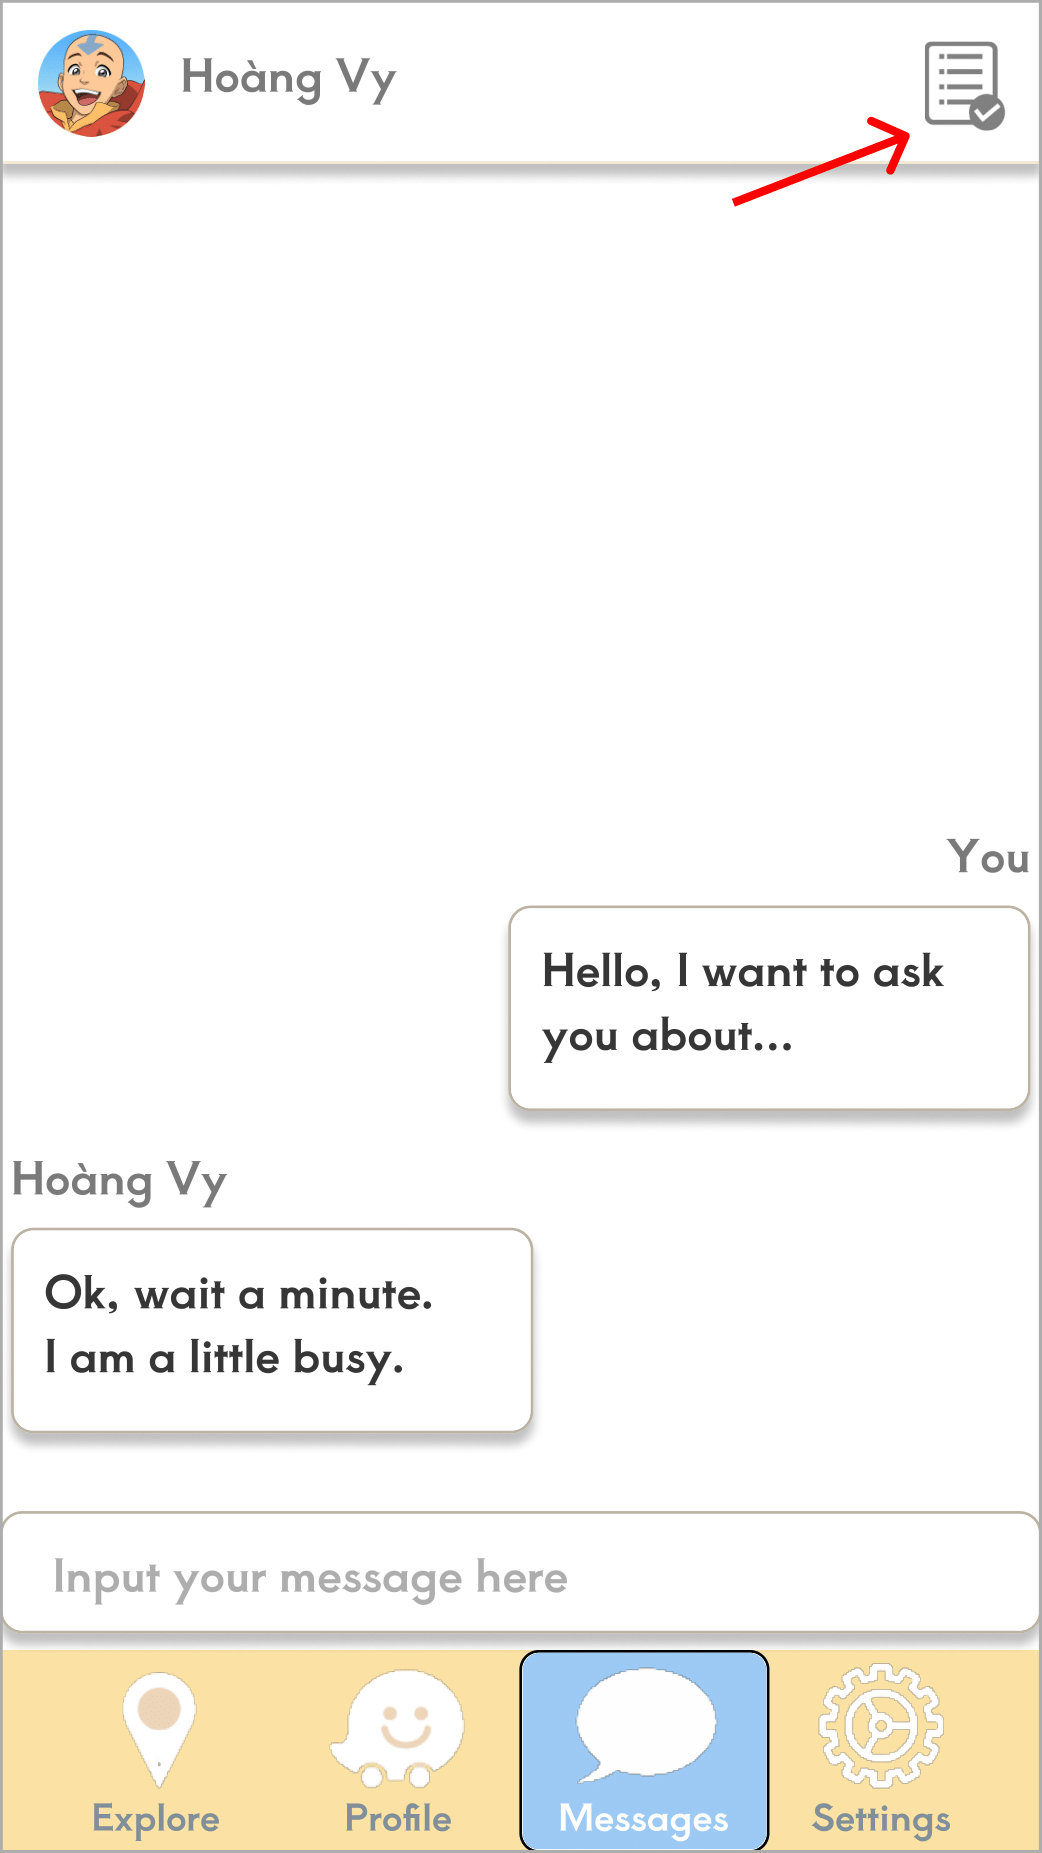 Hoàng Vy
You
Hello, I want to ask
you about...
Hoàng Vy
Ok, wait a minute.
I am a little busy.
Input your message here
Explore
Profile
Messages
Settings